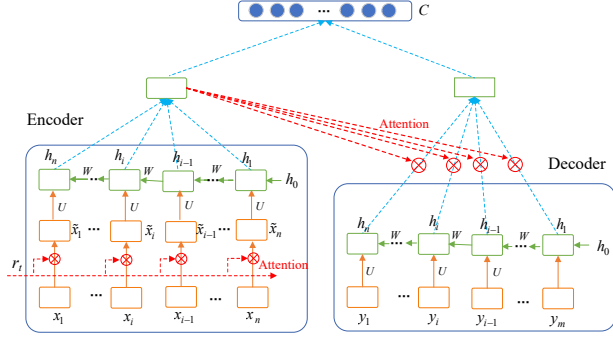 ... C
Attention
Encoder
Decoder
h_n h_i h_{i-1} h_1
W ... W W ... h_0
U U U U
x̃_1 ... x̃_i x̃_{i-1} ... x̃_n
r_t Attention
... ...
x_1 x_i x_{i-1} x_n
h_n h_i h_{i-1} h_1
W ... W W ... h_0
U U
... ...
y_1 y_i y_{i-1} y_m